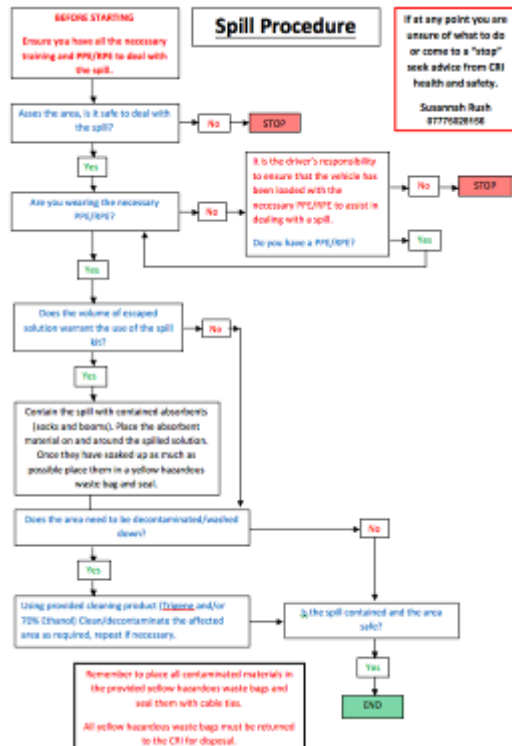 BEFORE STARTING
Ensure you have all the necessary
training and PPE/RPE to deal with
the spill.
Spill Procedure
If at any point you are
unsure of what to do
or come to a "stop"
seek advice from CRI
health and safety.
Susannah Rush
Asses the area, is it safe to deal with
the spill?
No
STOP
Yes
Are you wearing the necessary
PPE/RPE?
No
It is the driver's responsibility
to ensure that the vehicle has
been loaded with the
necessary PPE/RPE to assist in
dealing with a spill.
Do you have a PPE/RPE?
No
STOP
Yes
Yes
Does the volume of escaped
solution warrant the use of the spill
kit?
No
Yes
Contain the spill with contained absorbents
(socks and booms). Place the absorbent
material on and around the spilled solution.
Once they have soaked up as much as
possible place them in a yellow hazardous
waste bag and seal.
Does the area need to be decontaminated/washed
down?
No
Yes
Using provided cleaning product (Trigene and/or
70% Ethanol) Clean/decontaminate the affected
area as required, repeat if necessary.
Is the spill contained and the area
safe?
Yes
END
Remember to place all contaminated materials in
the provided yellow hazardous waste bags and
seal them with cable ties.
All yellow hazardous waste bags must be returned
to the CRI for disposal.